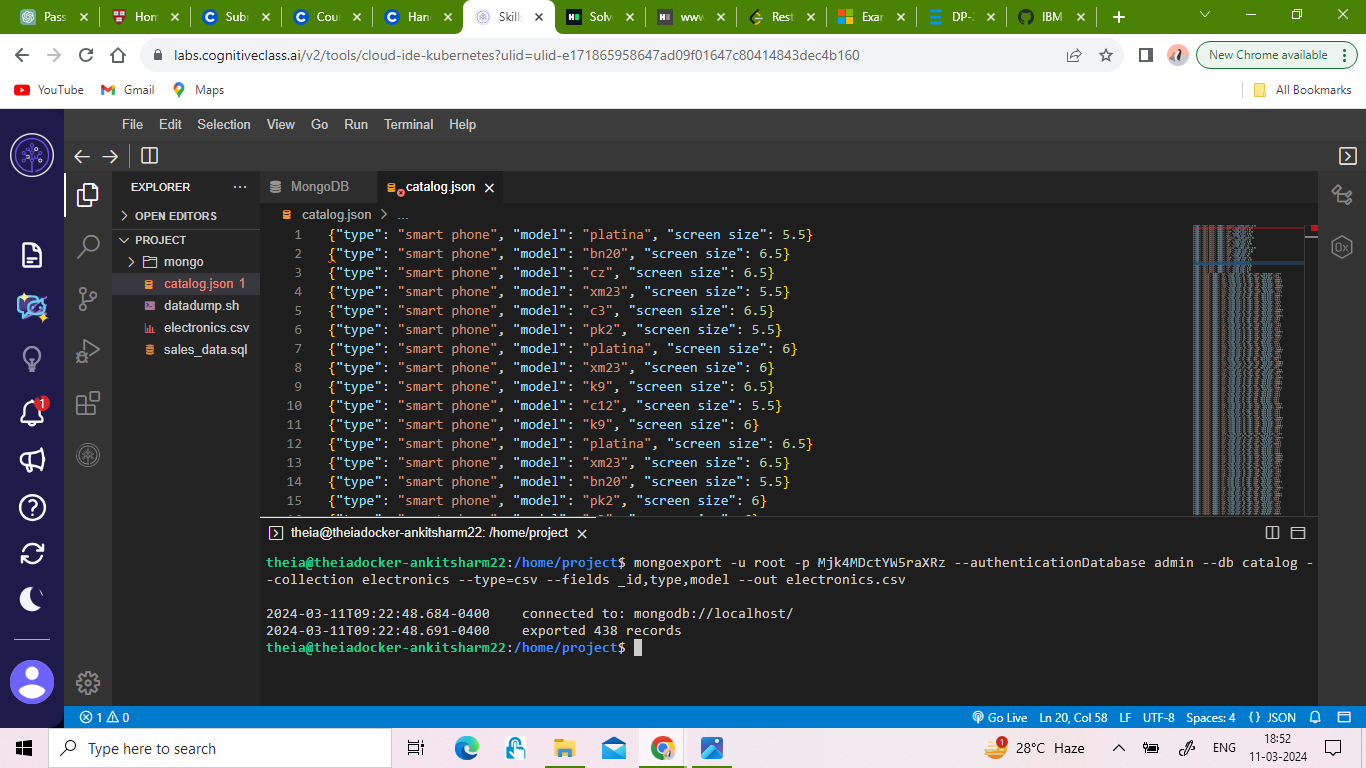 Pass
Hom
Subr
Cour
Han
Skills
Solv
www
Rest
Exar
DP-
IBM
labs.cognitiveclass.ai/v2/tools/cloud-ide-kubernetes?ulid=ulid-e171865958647ad09f01647c80414843dec4b160
New Chrome available
YouTube
Gmail
Maps
All Bookmarks
File Edit Selection View Go Run Terminal Help
EXPLORER
OPEN EDITORS
PROJECT
mongo
catalog.json 1
datadump.sh
electronics.csv
sales_data.sql
MongoDB
catalog.json
catalog.json > ...
1 {"type": "smart phone", "model": "platina", "screen size": 5.5}
2 {"type": "smart phone", "model": "bn20", "screen size": 6.5}
3 {"type": "smart phone", "model": "cz", "screen size": 6.5}
4 {"type": "smart phone", "model": "xm23", "screen size": 5.5}
5 {"type": "smart phone", "model": "c3", "screen size": 6.5}
6 {"type": "smart phone", "model": "pk2", "screen size": 5.5}
7 {"type": "smart phone", "model": "platina", "screen size": 6}
8 {"type": "smart phone", "model": "xm23", "screen size": 6}
9 {"type": "smart phone", "model": "k9", "screen size": 6.5}
10 {"type": "smart phone", "model": "c12", "screen size": 5.5}
11 {"type": "smart phone", "model": "k9", "screen size": 6}
12 {"type": "smart phone", "model": "platina", "screen size": 6.5}
13 {"type": "smart phone", "model": "xm23", "screen size": 6.5}
14 {"type": "smart phone", "model": "bn20", "screen size": 5.5}
15 {"type": "smart phone", "model": "pk2", "screen size": 6}
theia@theiadocker-ankitsharm22: /home/project
theia@theiadocker-ankitsharm22:/home/project$ mongoexport -u root -p Mjk4MDctYW5raXRz --authenticationDatabase admin --db catalog -
-collection electronics --type=csv --fields _id,type,model --out electronics.csv
2024-03-11T09:22:48.684-0400 connected to: mongodb://localhost/
2024-03-11T09:22:48.691-0400 exported 438 records
theia@theiadocker-ankitsharm22:/home/project$
1
0x
1 0
Go Live Ln 20, Col 58 LF UTF-8 Spaces: 4 {} JSON
Type here to search
1
28°C Haze
ENG
18:52
11-03-2024